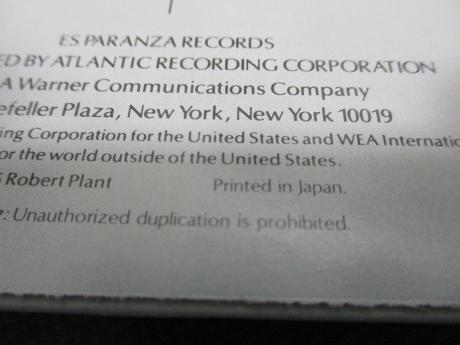 ES PARANZA RECORDS
ED BY ATLANTIC RECORDING CORPORATION
A Warner Communications Company
efeller Plaza, New York, New York 10019
ing Corporation for the United States and WEA Internatio
or the world outside of the United States.
5 Robert Plant Printed in Japan.
: Unauthorized duplication is prohibited.